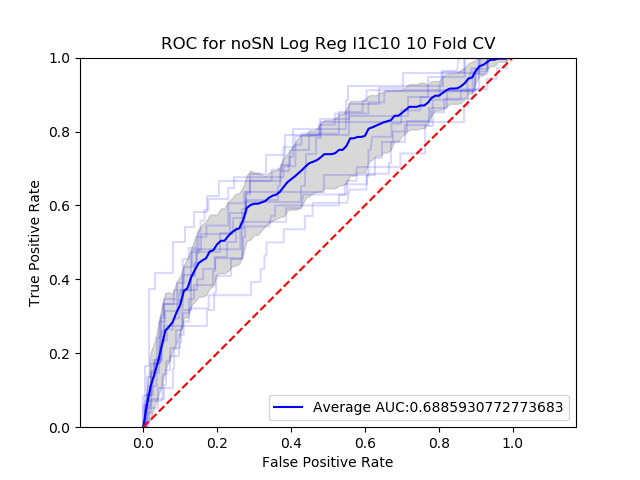 ROC for noSN Log Reg l1C10 10 Fold CV
1.0
0.8
0.6
0.4
0.2
0.0
True Positive Rate
Average AUC:0.6885930772773683
0.0 0.2 0.4 0.6 0.8 1.0
False Positive Rate